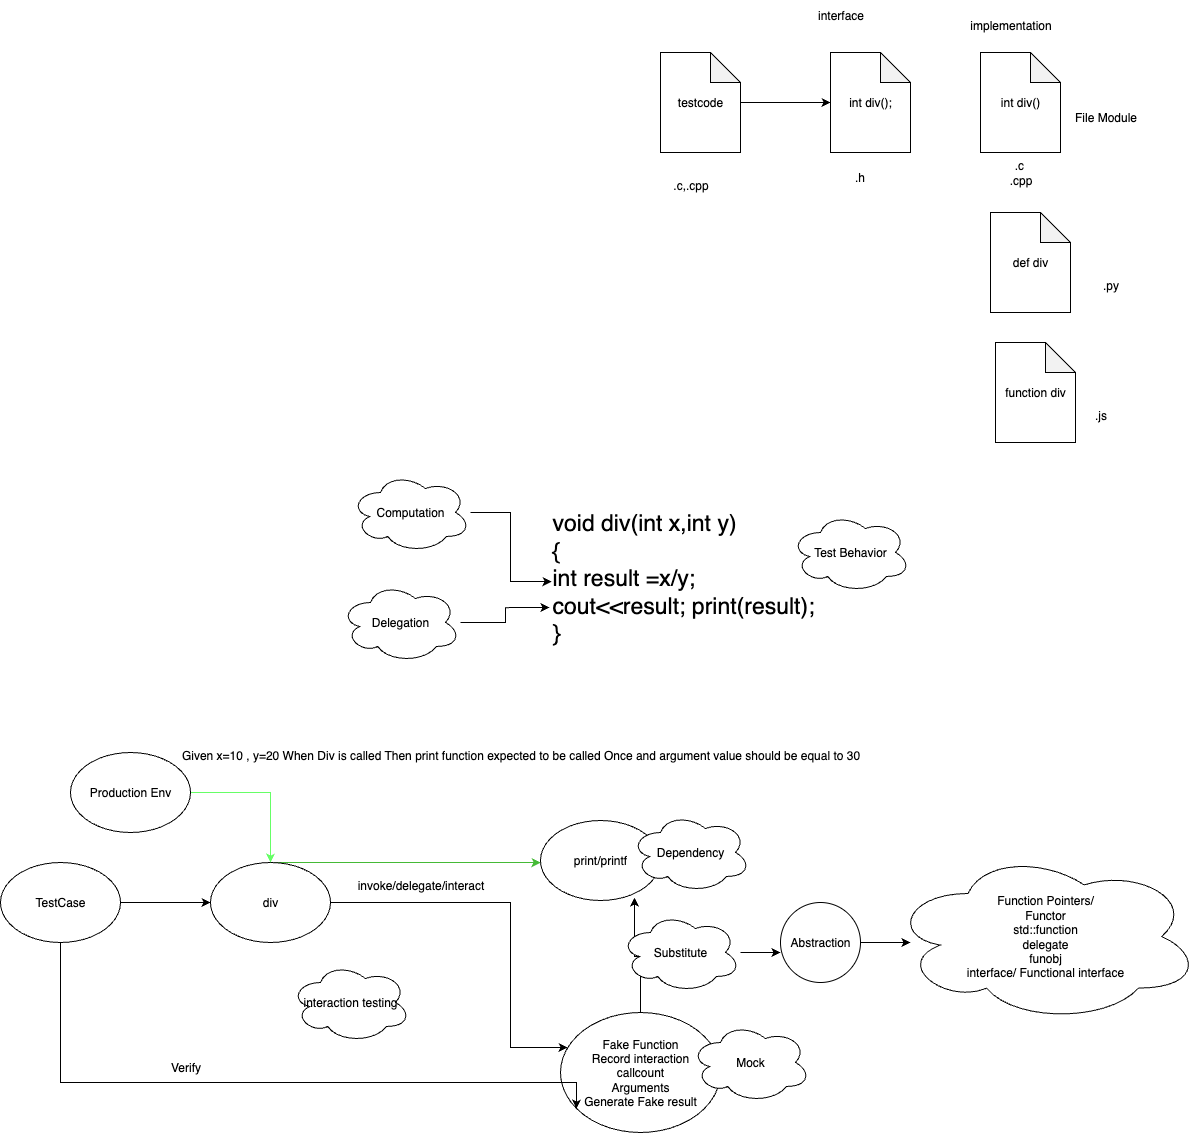 interface
implementation
testcode
int div();
int div()
File Module
.c,.cpp
.h
.c
.cpp
def div
.py
function div
.js
Computation
void div(int x,int y)
{
int result =x/y;
cout<<result; print(result);
}
Test Behavior
Delegation
Given x=10 , y=20 When Div is called Then print function expected to be called Once and argument value should be equal to 30
Production Env
print/printf
Dependency
TestCase
div
invoke/delegate/interact
Substitute
Abstraction
Function Pointers/
Functor
std::function
delegate
funobj
interface/ Functional interface
interaction testing
Verify
Fake Function
Record interaction
callcount
Arguments
Generate Fake result
Mock